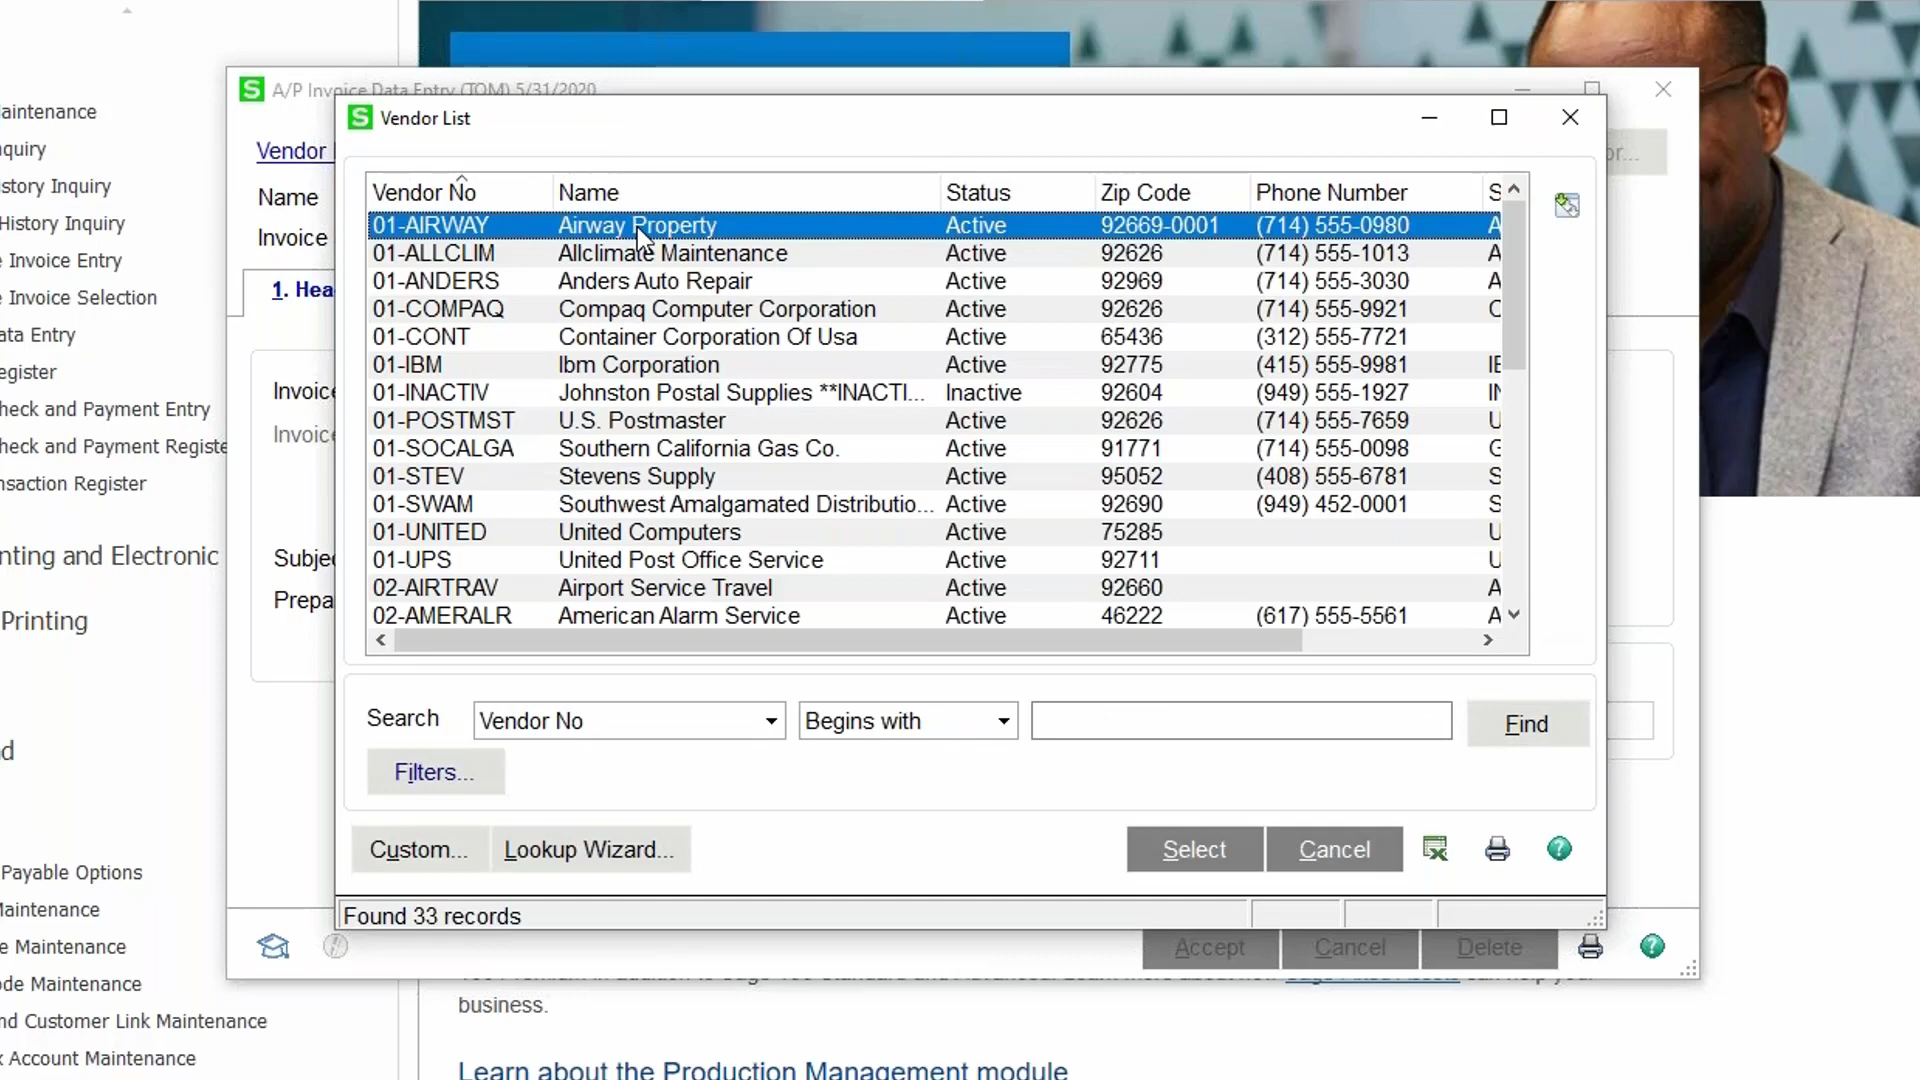 A/P Invoice Data Entry (TOM) 5/31/2020
Vendor List
Vendor
Name
Invoice
1. Hea
Invoice
Invoice
Subje
Prepa
Vendor No Name Status Zip Code Phone Number S
01-AIRWAY Airway Property Active 92669-0001 (714) 555-0980 A
01-ALLCLIM Allclimate Maintenance Active 92626 (714) 555-1013 A
01-ANDERS Anders Auto Repair Active 92969 (714) 555-3030 A
01-COMPAQ Compaq Computer Corporation Active 92626 (714) 555-9921 C
01-CONT Container Corporation Of Usa Active 65436 (312) 555-7721
01-IBM Ibm Corporation Active 92775 (415) 555-9981 IE
01-INACTIV Johnston Postal Supplies **INACTI... Inactive 92604 (949) 555-1927 IN
01-POSTMST U.S. Postmaster Active 92626 (714) 555-7659 U
01-SOCALGA Southern California Gas Co. Active 91771 (714) 555-0098 G
01-STEV Stevens Supply Active 95052 (408) 555-6781 S
01-SWAM Southwest Amalgamated Distributio... Active 92690 (949) 452-0001 S
01-UNITED United Computers Active 75285 U
01-UPS United Post Office Service Active 92711 U
02-AIRTRAV Airport Service Travel Active 92660 A
02-AMERALR American Alarm Service Active 46222 (617) 555-5561 A
Search Vendor No Begins with Find
Filters...
Custom... Lookup Wizard... Select Cancel
Found 33 records
Accept Cancel Delete
or...
aintenance
quiry
story Inquiry
History Inquiry
e Invoice Entry
e Invoice Selection
ata Entry
egister
heck and Payment Entry
heck and Payment Registe
nsaction Register
nting and Electronic
Printing
d
Payable Options
Maintenance
e Maintenance
ode Maintenance
nd Customer Link Maintenance
x Account Maintenance
business.
Learn about the Production Management module